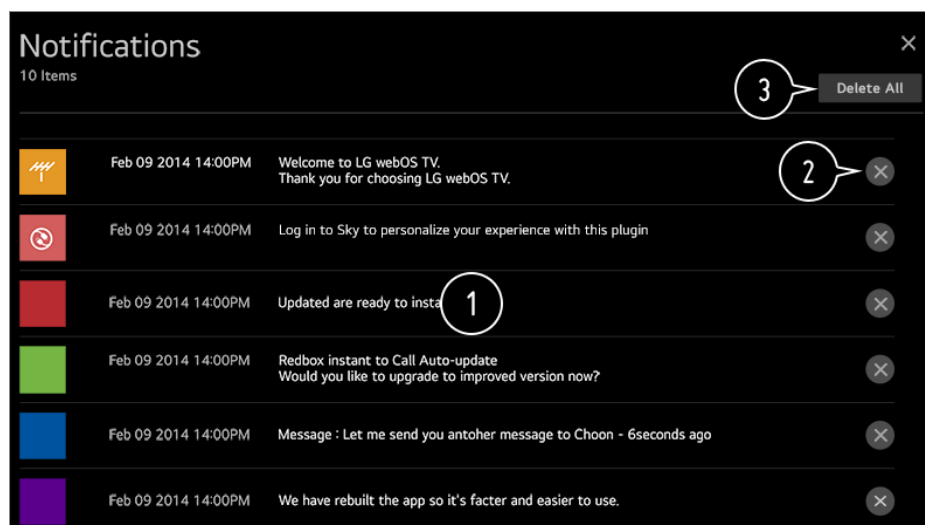 Notifications
10 Items
3
Delete All
Feb 09 2014 14:00PM
Welcome to LG webOS TV.
Thank you for choosing LG webOS TV.
2
Feb 09 2014 14:00PM
Log in to Sky to personalize your experience with this plugin
Feb 09 2014 14:00PM
Updated are ready to insta
1
Feb 09 2014 14:00PM
Redbox instant to Call Auto-update
Would you like to upgrade to improved version now?
Feb 09 2014 14:00PM
Message : Let me send you antoher message to Choon - 6seconds ago
Feb 09 2014 14:00PM
We have rebuilt the app so it's facter and easier to use.